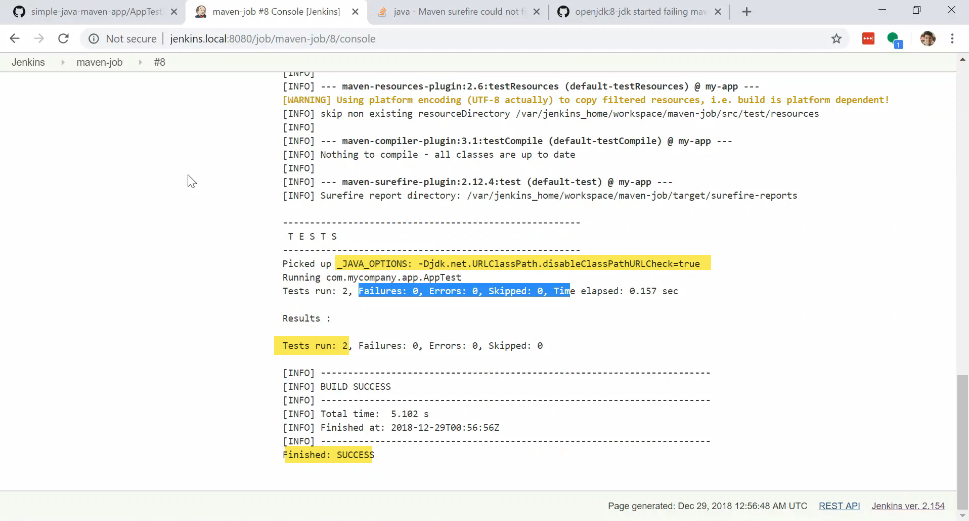 simple-java-maven-app/AppTest
maven-job #8 Console [Jenkins]
java - Maven surefire could not f
openjdk:8-jdk started failing mav
Not secure | jenkins.local:8080/job/maven-job/8/console
1
Jenkins maven-job #8
[INFO]
[INFO] --- maven-resources-plugin:2.6:testResources (default-testResources) @ my-app ---
[WARNING] Using platform encoding (UTF-8 actually) to copy filtered resources, i.e. build is platform dependent!
[INFO] skip non existing resourceDirectory /var/jenkins_home/workspace/maven-job/src/test/resources
[INFO]
[INFO] --- maven-compiler-plugin:3.1:testCompile (default-testCompile) @ my-app ---
[INFO] Nothing to compile - all classes are up to date
[INFO]
[INFO] --- maven-surefire-plugin:2.12.4:test (default-test) @ my-app ---
[INFO] Surefire report directory: /var/jenkins_home/workspace/maven-job/target/surefire-reports
-------------------------------------------------------
T E S T S
-------------------------------------------------------
Picked up _JAVA_OPTIONS: -Djdk.net.URLClassPath.disableClassPathURLCheck=true
Running com.mycompany.app.AppTest
Tests run: 2, Failures: 0, Errors: 0, Skipped: 0, Time elapsed: 0.157 sec
Results :
Tests run: 2, Failures: 0, Errors: 0, Skipped: 0
[INFO] ------------------------------------------------------------------------
[INFO] BUILD SUCCESS
[INFO] ------------------------------------------------------------------------
[INFO] Total time:  5.102 s
[INFO] Finished at: 2018-12-29T00:56:56Z
[INFO] ------------------------------------------------------------------------
Finished: SUCCESS
Page generated: Dec 29, 2018 12:56:48 AM UTC REST API Jenkins ver. 2.154